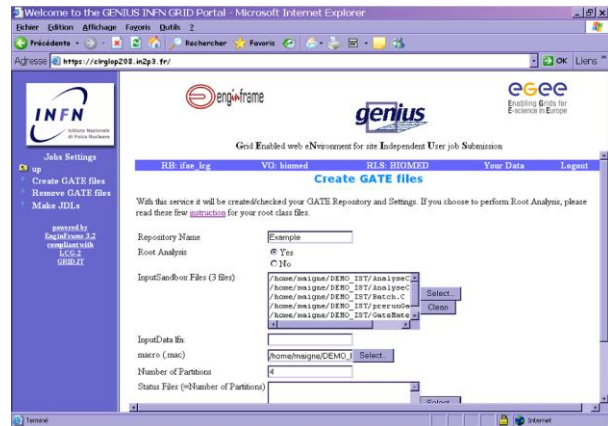 Welcome to the GENIUS INFN GRID Portal - Microsoft Internet Explorer
Fichier Edition Affichage Favoris Outils ?
Précédente Rechercher Favoris
Adresse https://clrglop208.in2p3.fr/ OK Liens »
INFN
Istituto Nazionale
di Fisica Nucleare
Jobs Settings
up
Create GATE files
Remove GATE files
Make JDLs
powered by
EnginFrame 3.2
compliant with
LCG-2
GRID.IT
enginframe
genius
egee
Enabling Grids for
E-science in Europe
Grid Enabled web eNvironment for site Independent User job Submission
RB: ifae_lcg VO: biomed RLS: BIOMED Your Data Logout
Create GATE files
With this service it will be created/checked your GATE Repository and Settings. If you choose to perform Root Analysis, please
read these few instruction for your root class files.
Repository Name Example
Root Analysis Yes
No
InputSandbox Files (3 files) /home/maigne/DEMO_IST/AnalyseC
/home/maigne/DEMO_IST/AnalyseC
/home/maigne/DEMO_IST/Batch.C
/home/maigne/DEMO_IST/prerunGa
/home/maigne/DEMO_IST/GateMate
Select..
Clean
InputData lfn:
macro (.mac) /home/maigne/DEMO_I Select..
Number of Partitions 4
Status Files (=Number of Partitions)
Select..
Terminé Internet